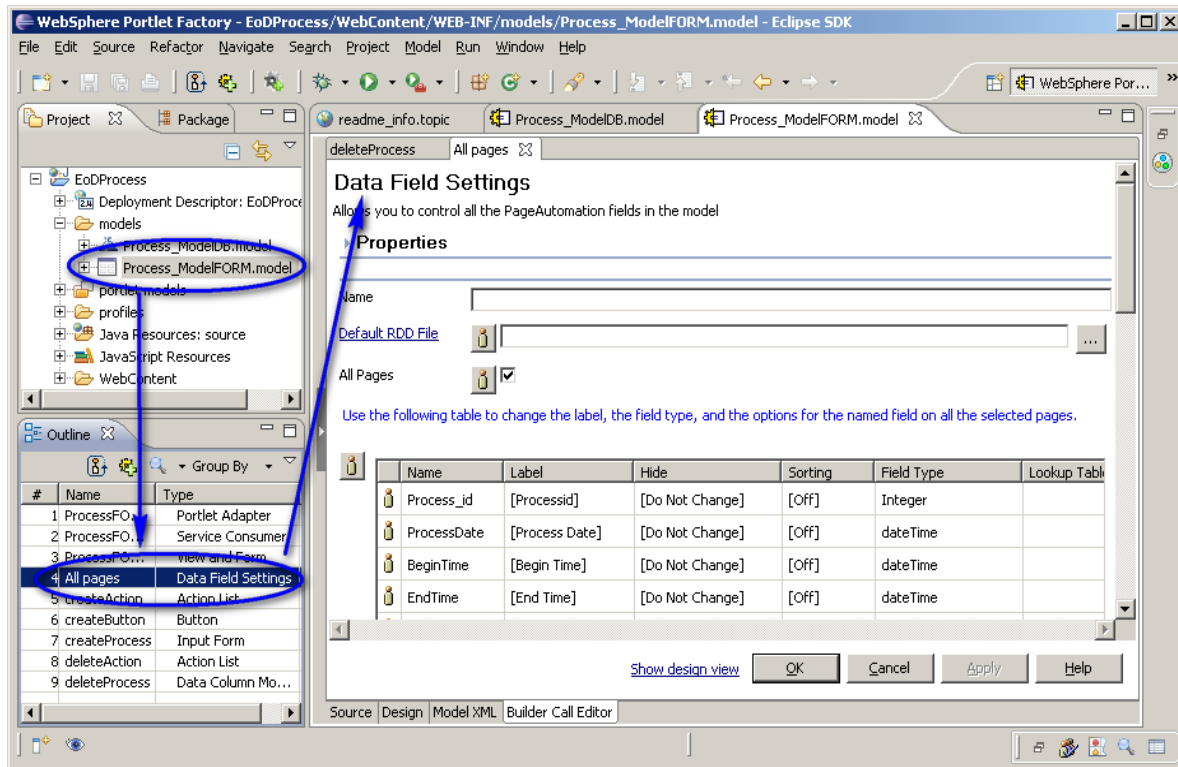 WebSphere Portlet Factory - EoDProcess/WebContent/WEB-INF/models/Process_ModelFORM.model - Eclipse SDK
File Edit Source Refactor Navigate Search Project Model Run Window Help
WebSphere Por... »
Project Package
readme_info.topic Process_ModelDB.model Process_ModelFORM.model
deleteProcess All pages
EoDProcess
Deployment Descriptor: EoDProce
models
Process_ModelDB.model
Process_ModelFORM.model
portlet models
profiles
Java Resources: source
JavaScript Resources
WebContent
Data Field Settings
Allows you to control all the PageAutomation fields in the model
Properties
Name
Default RDD File ...
All Pages
Use the following table to change the label, the field type, and the options for the named field on all the selected pages.
Name Label Hide Sorting Field Type Lookup Tabl
Process_id [Processid] [Do Not Change] [Off] Integer
ProcessDate [Process Date] [Do Not Change] [Off] dateTime
BeginTime [Begin Time] [Do Not Change] [Off] dateTime
EndTime [End Time] [Do Not Change] [Off] dateTime
Outline
Group By
# Name Type
1 ProcessFO... Portlet Adapter
2 ProcessFO... Service Consumer
3 ProcessFO... View and Form
4 All pages Data Field Settings
5 createAction Action List
6 createButton Button
7 createProcess Input Form
8 deleteAction Action List
9 deleteProcess Data Column Mo...
Show design view OK Cancel Apply Help
Source Design Model XML Builder Call Editor